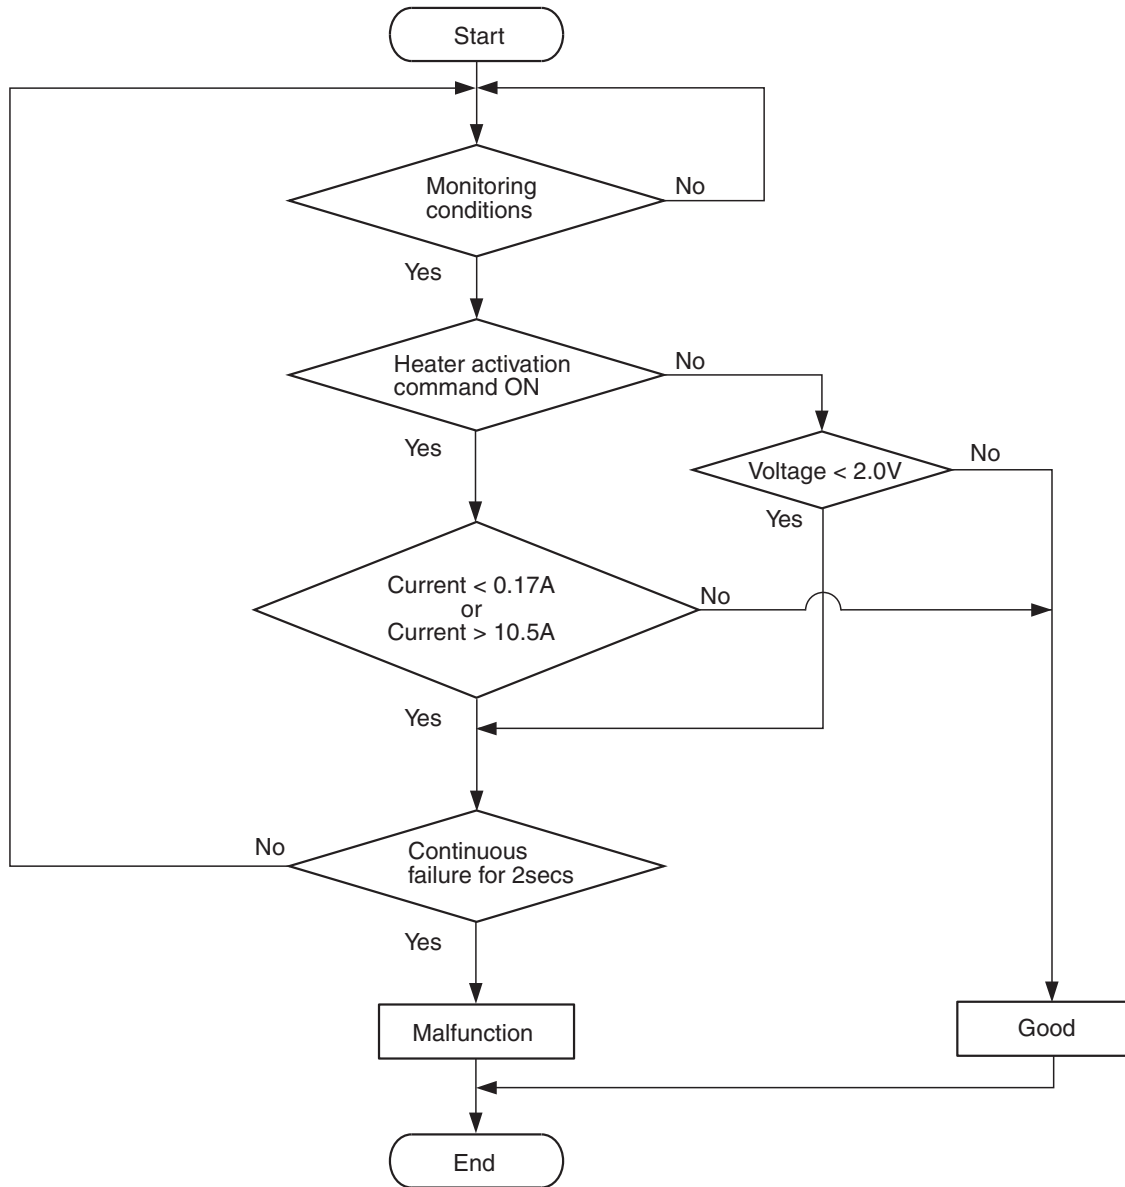 Start
Monitoring
conditions
No
Yes
Heater activation
command ON
No
Yes
Voltage < 2.0V
No
Yes
Current < 0.17A
or
Current > 10.5A
No
Yes
Continuous
failure for 2secs
No
Yes
Malfunction
Good
End